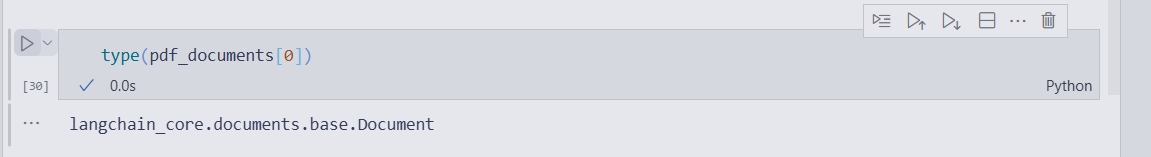 type(pdf_documents[0])
[30]
0.0s
Python
...
langchain_core.documents.base.Document